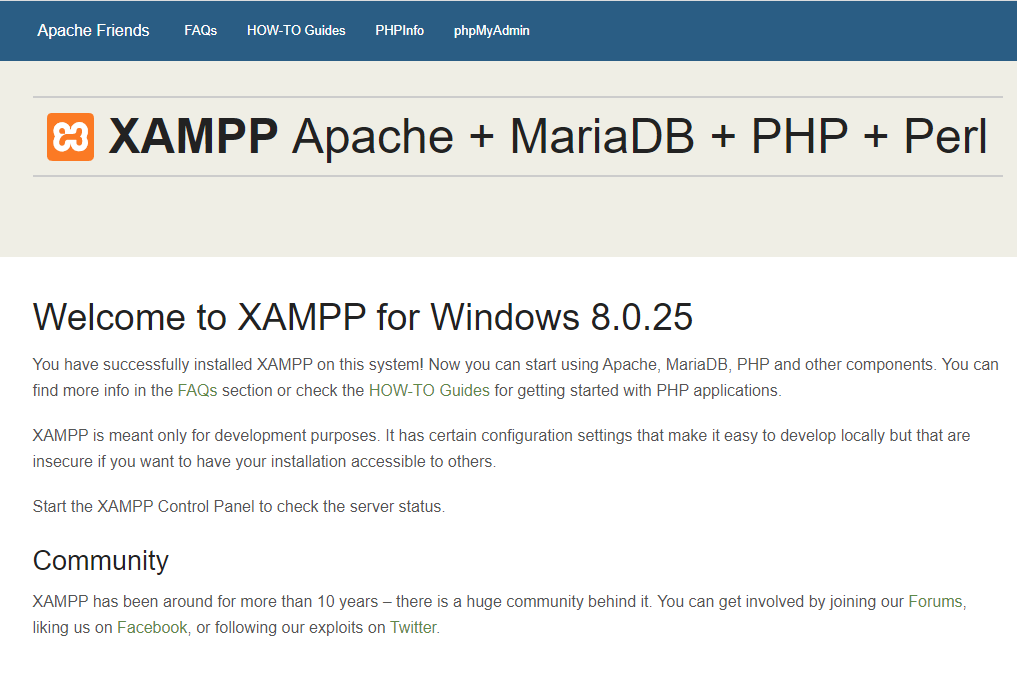 Apache Friends FAQs HOW-TO Guides PHPInfo phpMyAdmin
XAMPP Apache + MariaDB + PHP + Perl
Welcome to XAMPP for Windows 8.0.25
You have successfully installed XAMPP on this system! Now you can start using Apache, MariaDB, PHP and other components. You can
find more info in the FAQs section or check the HOW-TO Guides for getting started with PHP applications.
XAMPP is meant only for development purposes. It has certain configuration settings that make it easy to develop locally but that are
insecure if you want to have your installation accessible to others.
Start the XAMPP Control Panel to check the server status.
Community
XAMPP has been around for more than 10 years – there is a huge community behind it. You can get involved by joining our Forums,
liking us on Facebook, or following our exploits on Twitter.